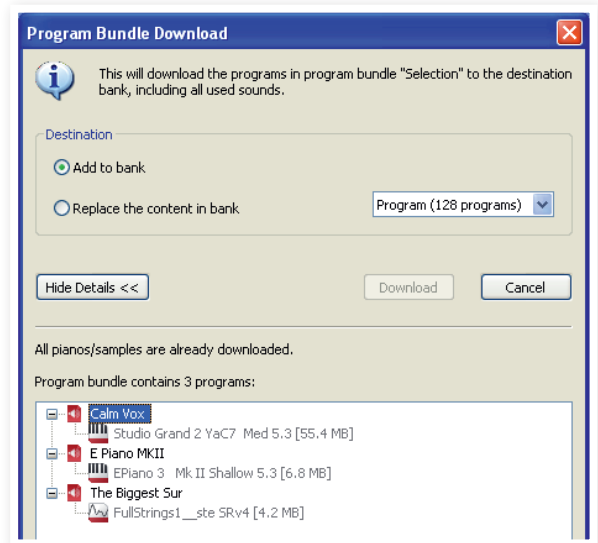 Program Bundle Download
This will download the programs in program bundle "Selection" to the destination
bank, including all used sounds.
Destination
Add to bank
Replace the content in bank
Program (128 programs)
Hide Details <<
Download
Cancel
All pianos/samples are already downloaded.
Program bundle contains 3 programs:
Calm Vox
Studio Grand 2 YaC7  Med 5.3 [55.4 MB]
E Piano MKII
EPiano 3   Mk II Shallow 5.3 [6.8 MB]
The Biggest Sur
FullStrings1__ste SRv4 [4.2 MB]